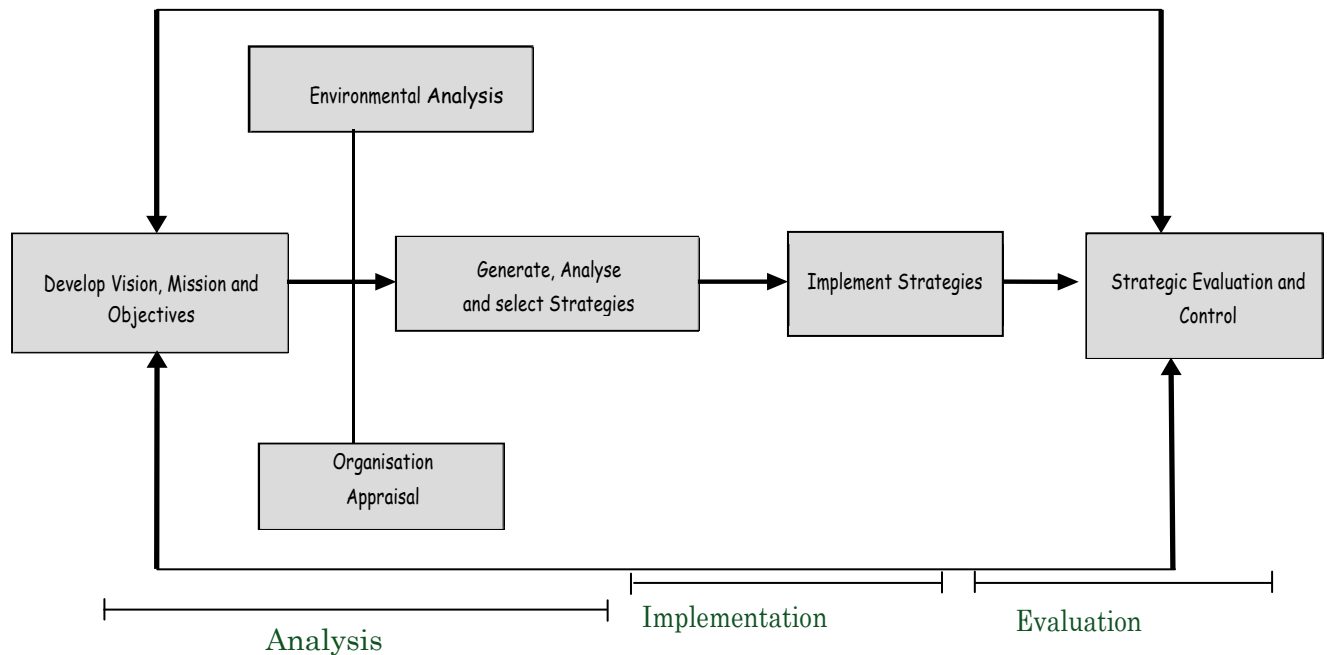 Environmental Analysis
Develop Vision, Mission and
Objectives
Generate, Analyse
and select Strategies
Implement Strategies
Strategic Evaluation and
Control
Organisation
Appraisal
Analysis
Implementation
Evaluation